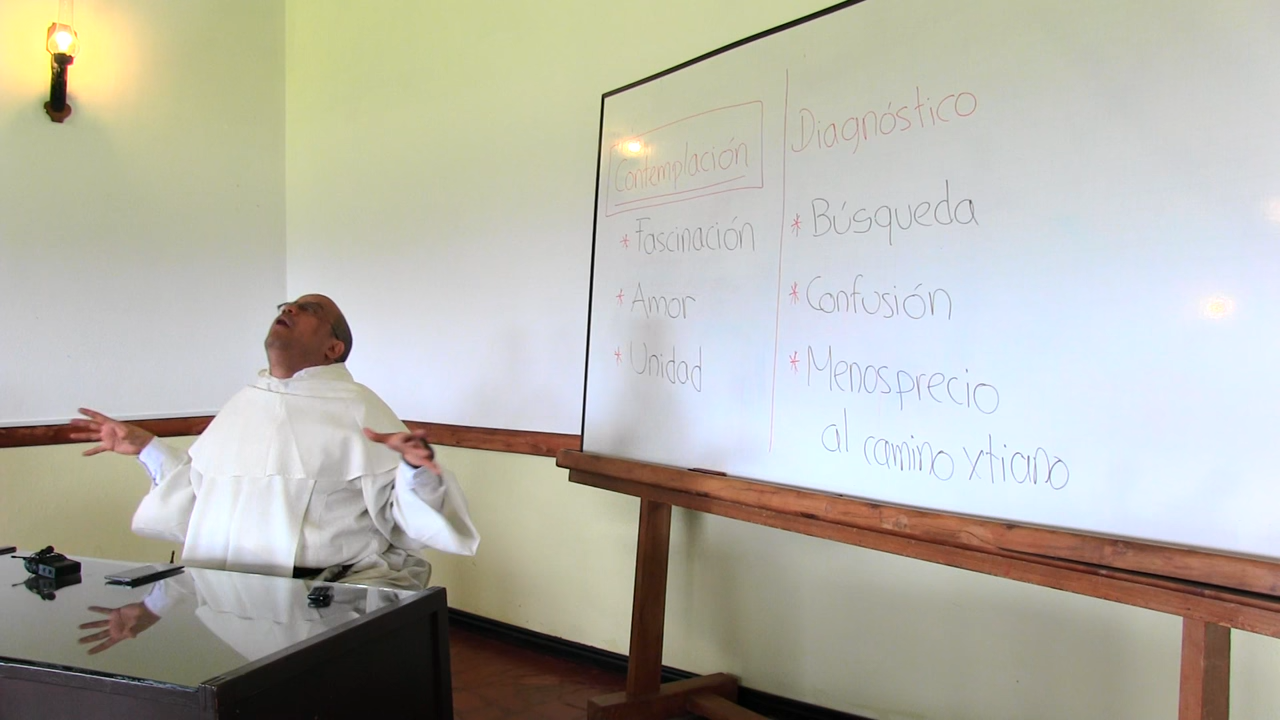 Contemplación
* Fascinación
* Amor
* Unidad
Diagnóstico
* Búsqueda
* Confusión
* Menosprecio
al camino xtiano